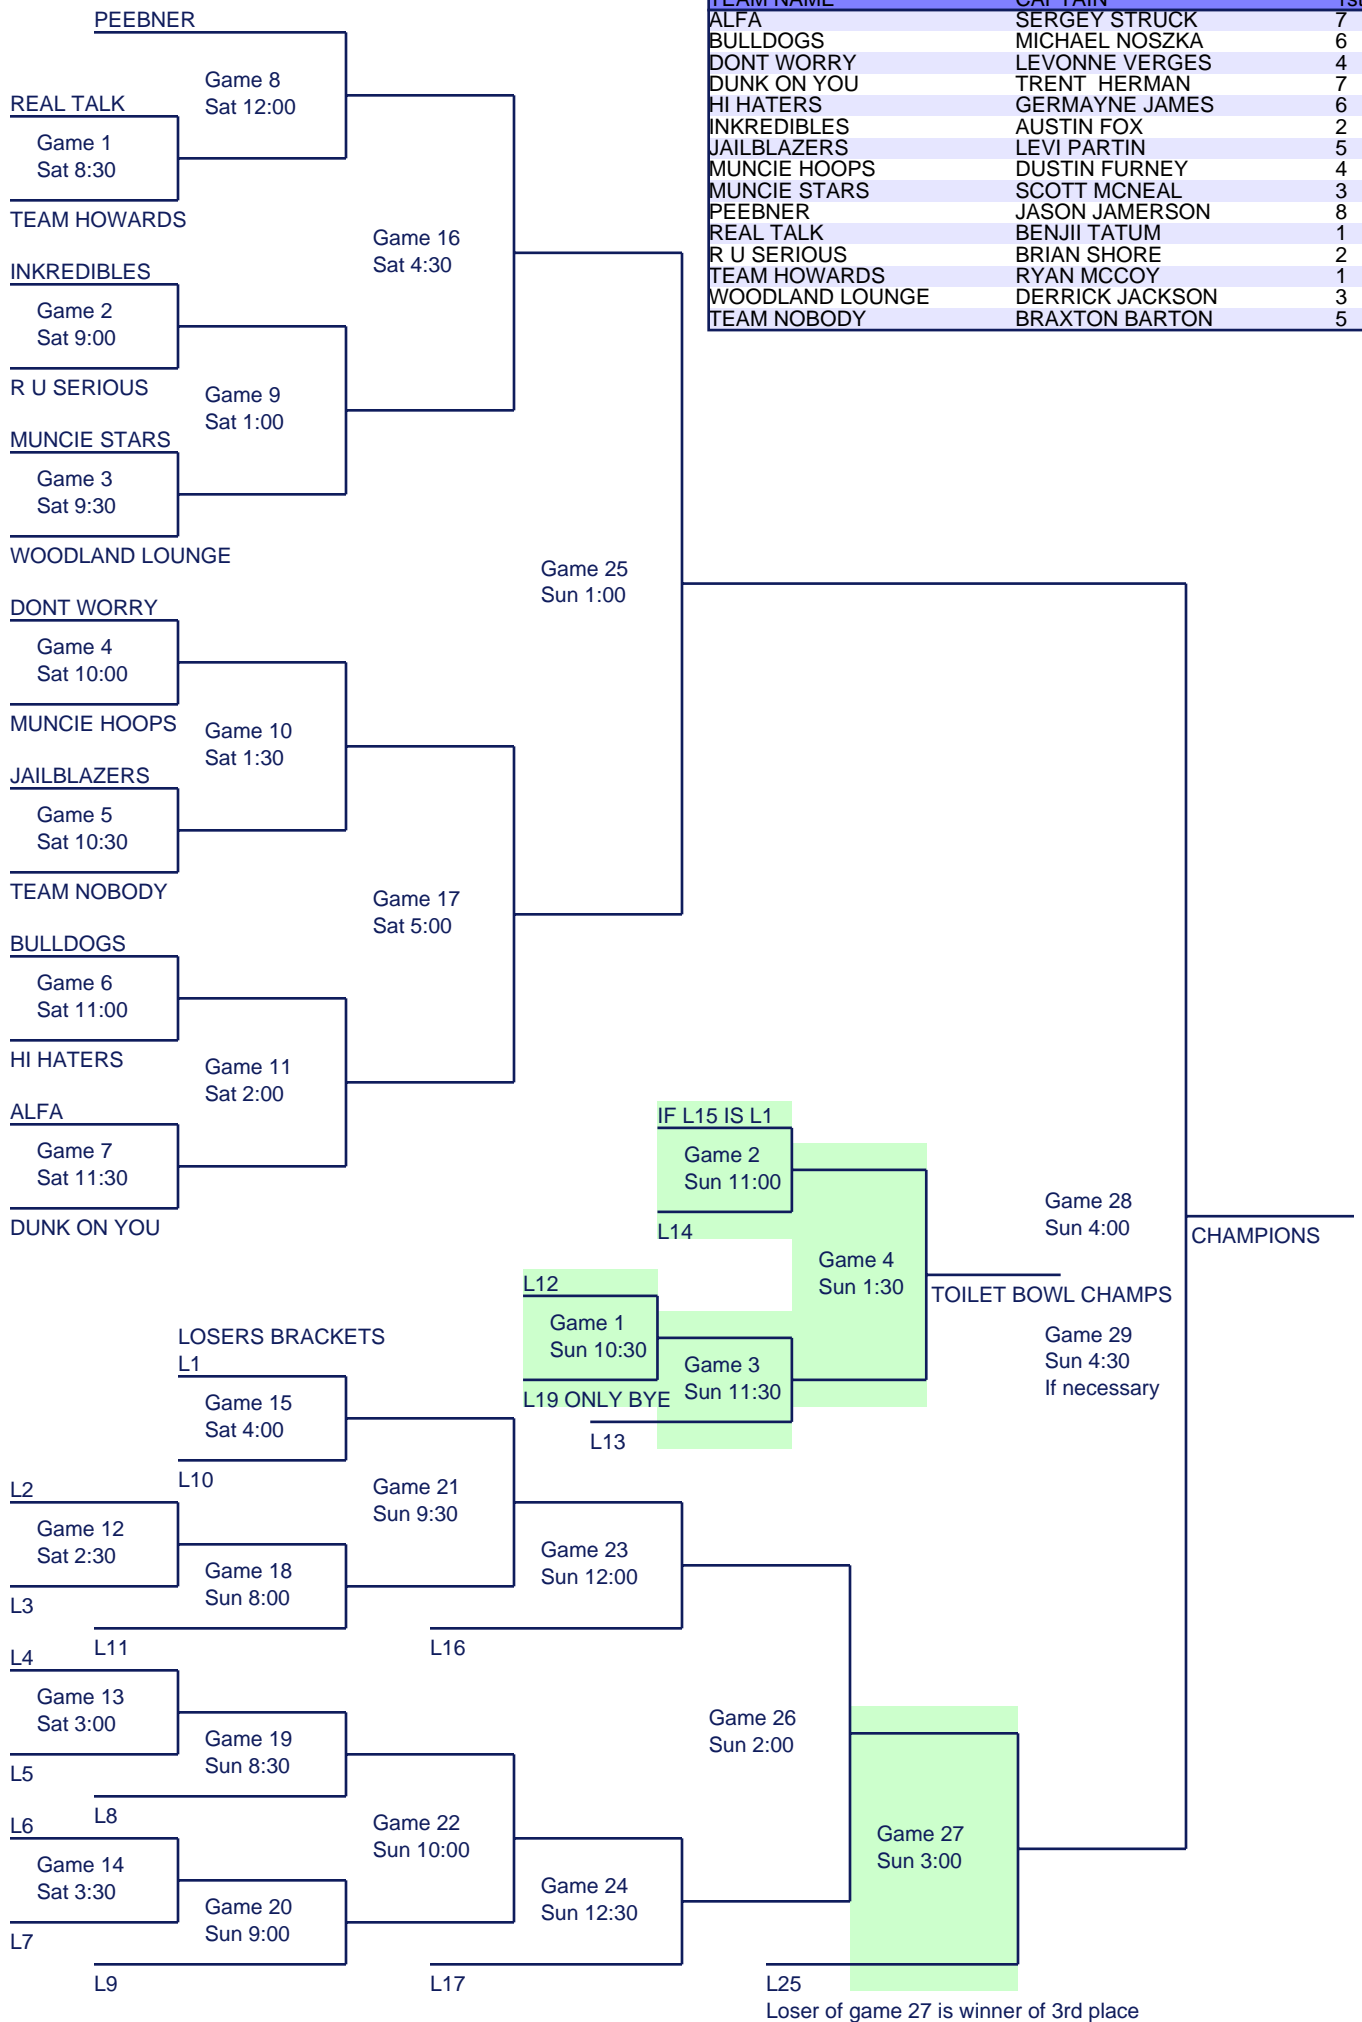 TEAM NAME CAPTAIN 1st
ALFA SERGEY STRUCK 7
BULLDOGS MICHAEL NOSZKA 6
DONT WORRY LEVONNE VERGES 4
DUNK ON YOU TRENT HERMAN 7
HI HATERS GERMAYNE JAMES 6
INKREDIBLES AUSTIN FOX 2
JAILBLAZERS LEVI PARTIN 5
MUNCIE HOOPS DUSTIN FURNEY 4
MUNCIE STARS SCOTT MCNEAL 3
PEEBNER JASON JAMERSON 8
REAL TALK BENJII TATUM 1
R U SERIOUS BRIAN SHORE 2
TEAM HOWARDS RYAN MCCOY 1
WOODLAND LOUNGE DERRICK JACKSON 3
TEAM NOBODY BRAXTON BARTON 5
PEEBNER
Game 8
Sat 12:00
REAL TALK
Game 1
Sat 8:30
TEAM HOWARDS
Game 16
Sat 4:30
INKREDIBLES
Game 2
Sat 9:00
R U SERIOUS
Game 9
Sat 1:00
MUNCIE STARS
Game 3
Sat 9:30
WOODLAND LOUNGE
Game 25
Sun 1:00
DONT WORRY
Game 4
Sat 10:00
MUNCIE HOOPS
Game 10
Sat 1:30
JAILBLAZERS
Game 5
Sat 10:30
TEAM NOBODY
Game 17
Sat 5:00
BULLDOGS
Game 6
Sat 11:00
HI HATERS
Game 11
Sat 2:00
ALFA
Game 7
Sat 11:30
DUNK ON YOU
IF L15 IS L1
Game 2
Sun 11:00
L14
Game 4
Sun 1:30
L12
Game 1
Sun 10:30
L19 ONLY BYE
Game 3
Sun 11:30
L13
TOILET BOWL CHAMPS
Game 28
Sun 4:00
CHAMPIONS
Game 29
Sun 4:30
If necessary
LOSERS BRACKETS
L1
Game 15
Sat 4:00
L10
L2
Game 12
Sat 2:30
L3
Game 18
Sun 8:00
L11
Game 21
Sun 9:30
Game 23
Sun 12:00
L16
L4
Game 13
Sat 3:00
L5
Game 19
Sun 8:30
L8
L6
Game 14
Sat 3:30
L7
Game 20
Sun 9:00
L9
Game 22
Sun 10:00
Game 24
Sun 12:30
L17
Game 26
Sun 2:00
Game 27
Sun 3:00
L25
Loser of game 27 is winner of 3rd place